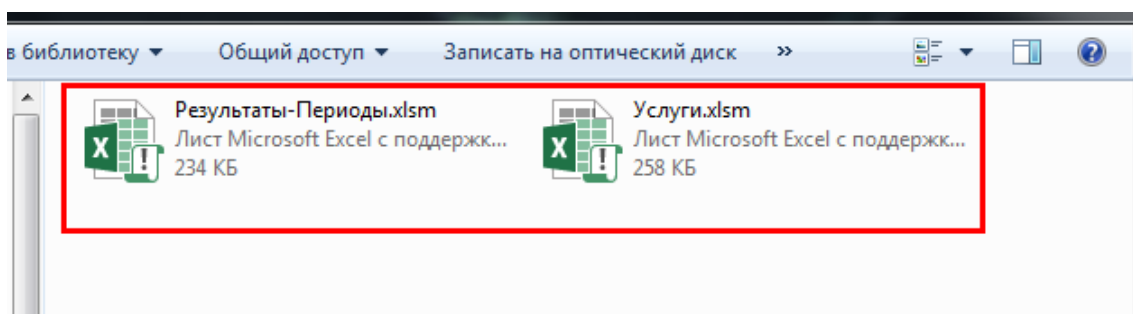 в библиотеку Общий доступ Записать на оптический диск »
Результаты-Периоды.xlsm
Лист Microsoft Excel с поддержк...
234 КБ
Услуги.xlsm
Лист Microsoft Excel с поддержк...
258 КБ